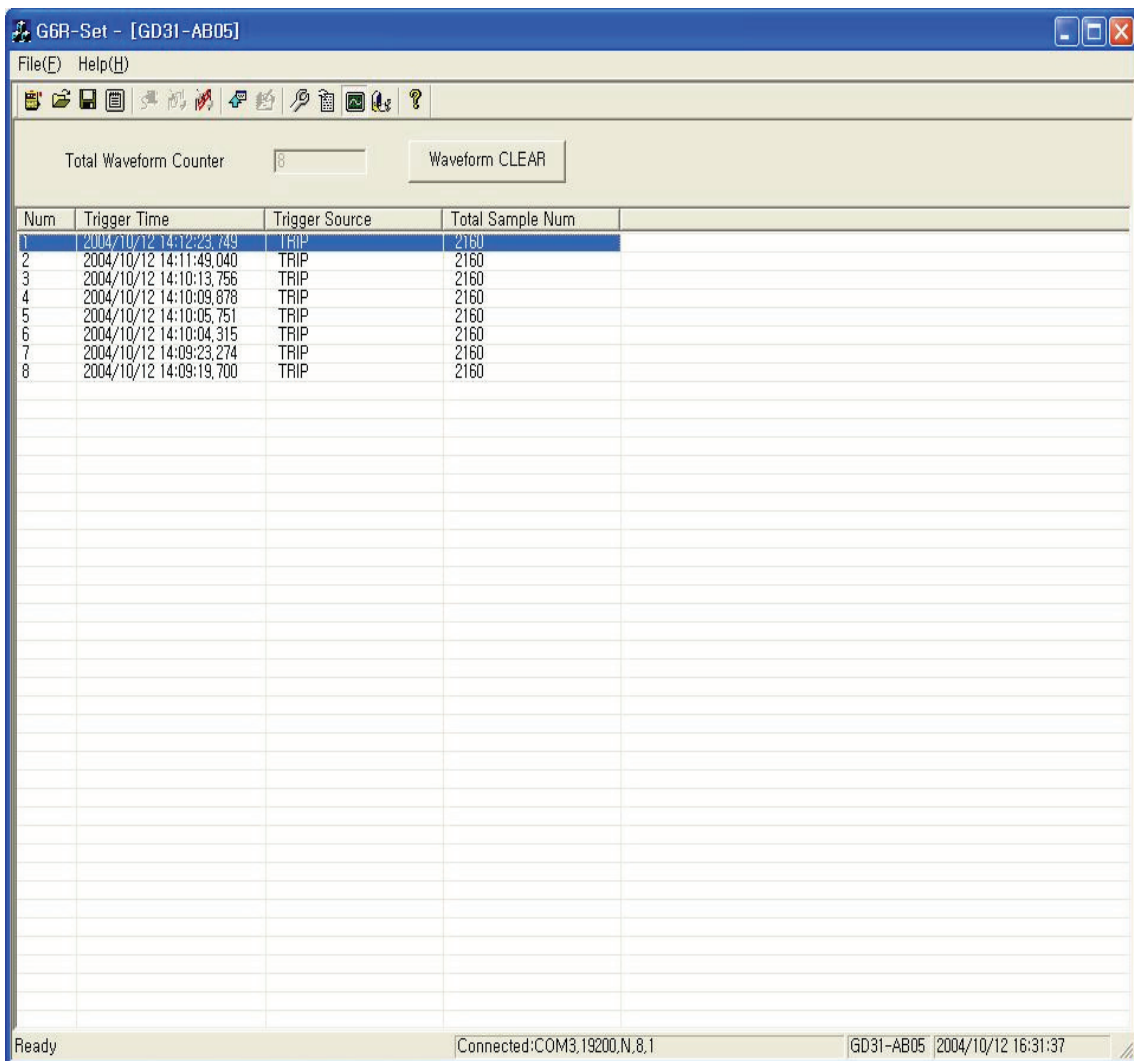 G6R-Set - [GD31-AB05]
File(F) Help(H)
Total Waveform Counter 8 Waveform CLEAR
Num Trigger Time Trigger Source Total Sample Num
1 2004/10/12 14:12:23,749 TRIP 2160
2 2004/10/12 14:11:49,040 TRIP 2160
3 2004/10/12 14:10:13,756 TRIP 2160
4 2004/10/12 14:10:09,878 TRIP 2160
5 2004/10/12 14:10:05,751 TRIP 2160
6 2004/10/12 14:10:04,315 TRIP 2160
7 2004/10/12 14:09:23,274 TRIP 2160
8 2004/10/12 14:09:19,700 TRIP 2160
Ready Connected:COM3,19200,N,8,1 GD31-AB05 2004/10/12 16:31:37